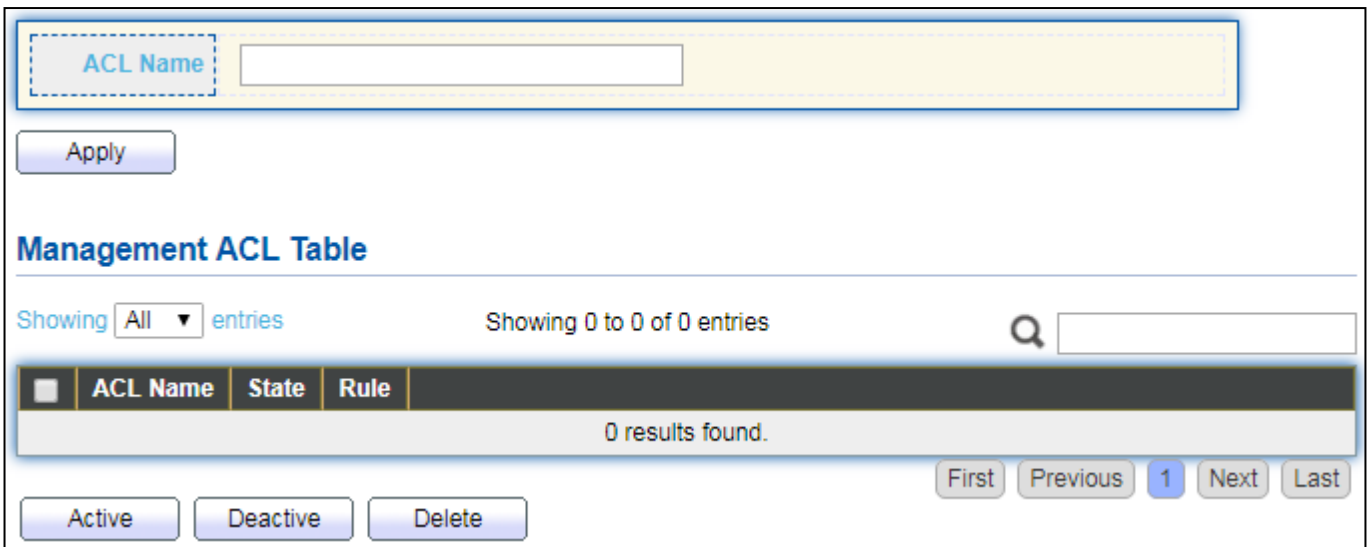 ACL Name
Apply
Management ACL Table
Showing All entries Showing 0 to 0 of 0 entries
ACL Name State Rule
0 results found.
First Previous 1 Next Last
Active Deactive Delete